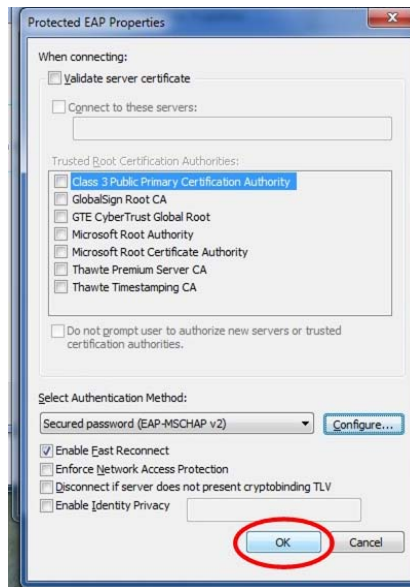 Protected EAP Properties
When connecting:
Validate server certificate
Connect to these servers:
Trusted Root Certification Authorities:
Class 3 Public Primary Certification Authority
GlobalSign Root CA
GTE CyberTrust Global Root
Microsoft Root Authority
Microsoft Root Certificate Authority
Thawte Premium Server CA
Thawte Timestamping CA
Do not prompt user to authorize new servers or trusted
certification authorities.
Select Authentication Method:
Secured password (EAP-MSCHAP v2) Configure...
Enable Fast Reconnect
Enforce Network Access Protection
Disconnect if server does not present cryptobinding TLV
Enable Identity Privacy
OK Cancel